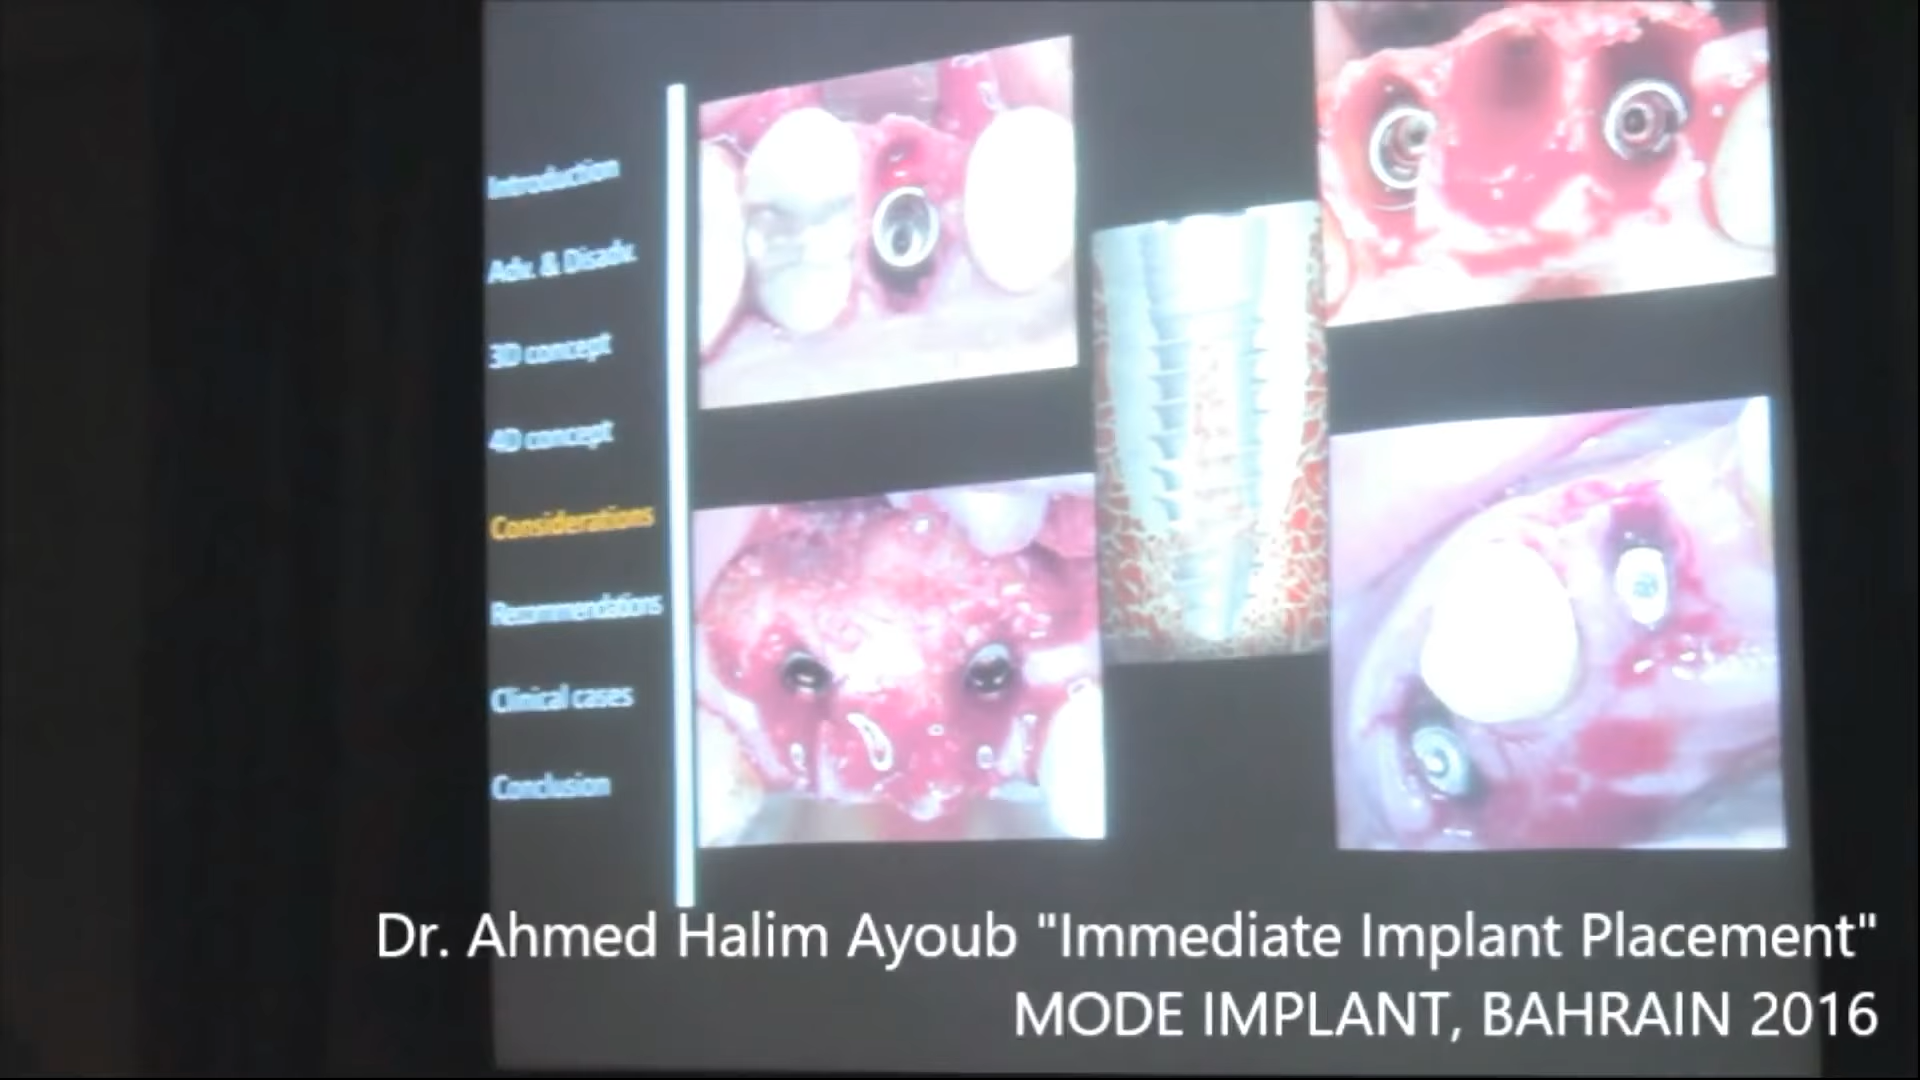 Introduction
Adv. & Disadv.
3D concept
4D concept
Considerations
Recommendations
Clinical cases
Conclusion
Dr. Ahmed Halim Ayoub "Immediate Implant Placement"
MODE IMPLANT, BAHRAIN 2016